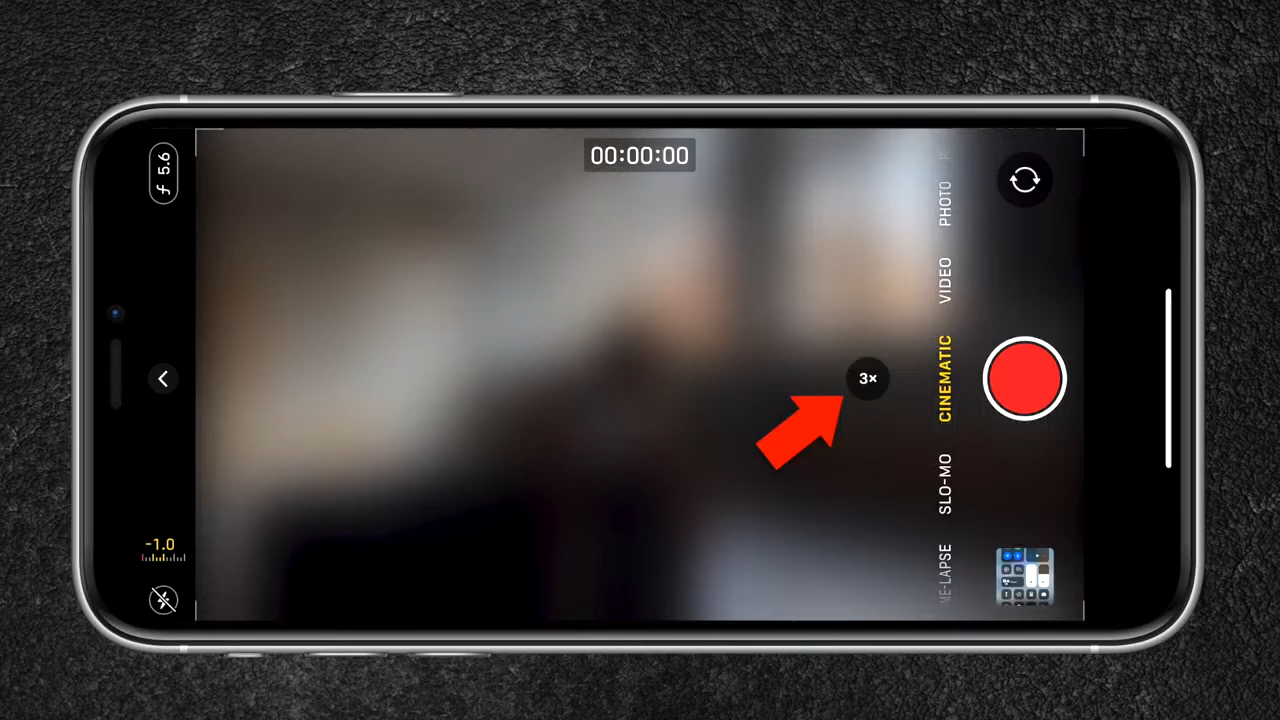 ƒ 5.6
00:00:00
3×
PHOTO
VIDEO
CINEMATIC
SLO-MO
ME-LAPSE
-1.0